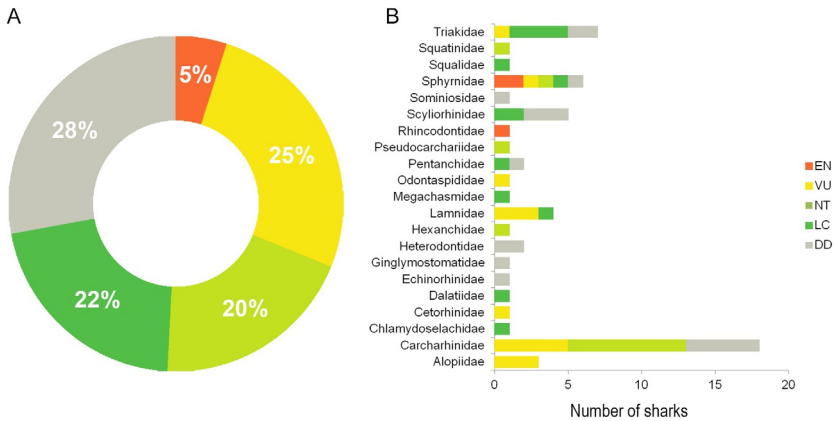 A
5%
25%
20%
22%
28%
B
Triakidae
Squatinidae
Squalidae
Sphyrnidae
Sominiosidae
Scyliorhinidae
Rhincodontidae
Pseudocarchariidae
Pentanchidae
Odontaspididae
Megachasmidae
Lamnidae
Hexanchidae
Heterodontidae
Ginglymostomatidae
Echinorhinidae
Dalatiidae
Cetorhinidae
Chlamydoselachidae
Carcharhinidae
Alopiidae
0 5 10 15 20
Number of sharks
EN
VU
NT
LC
DD